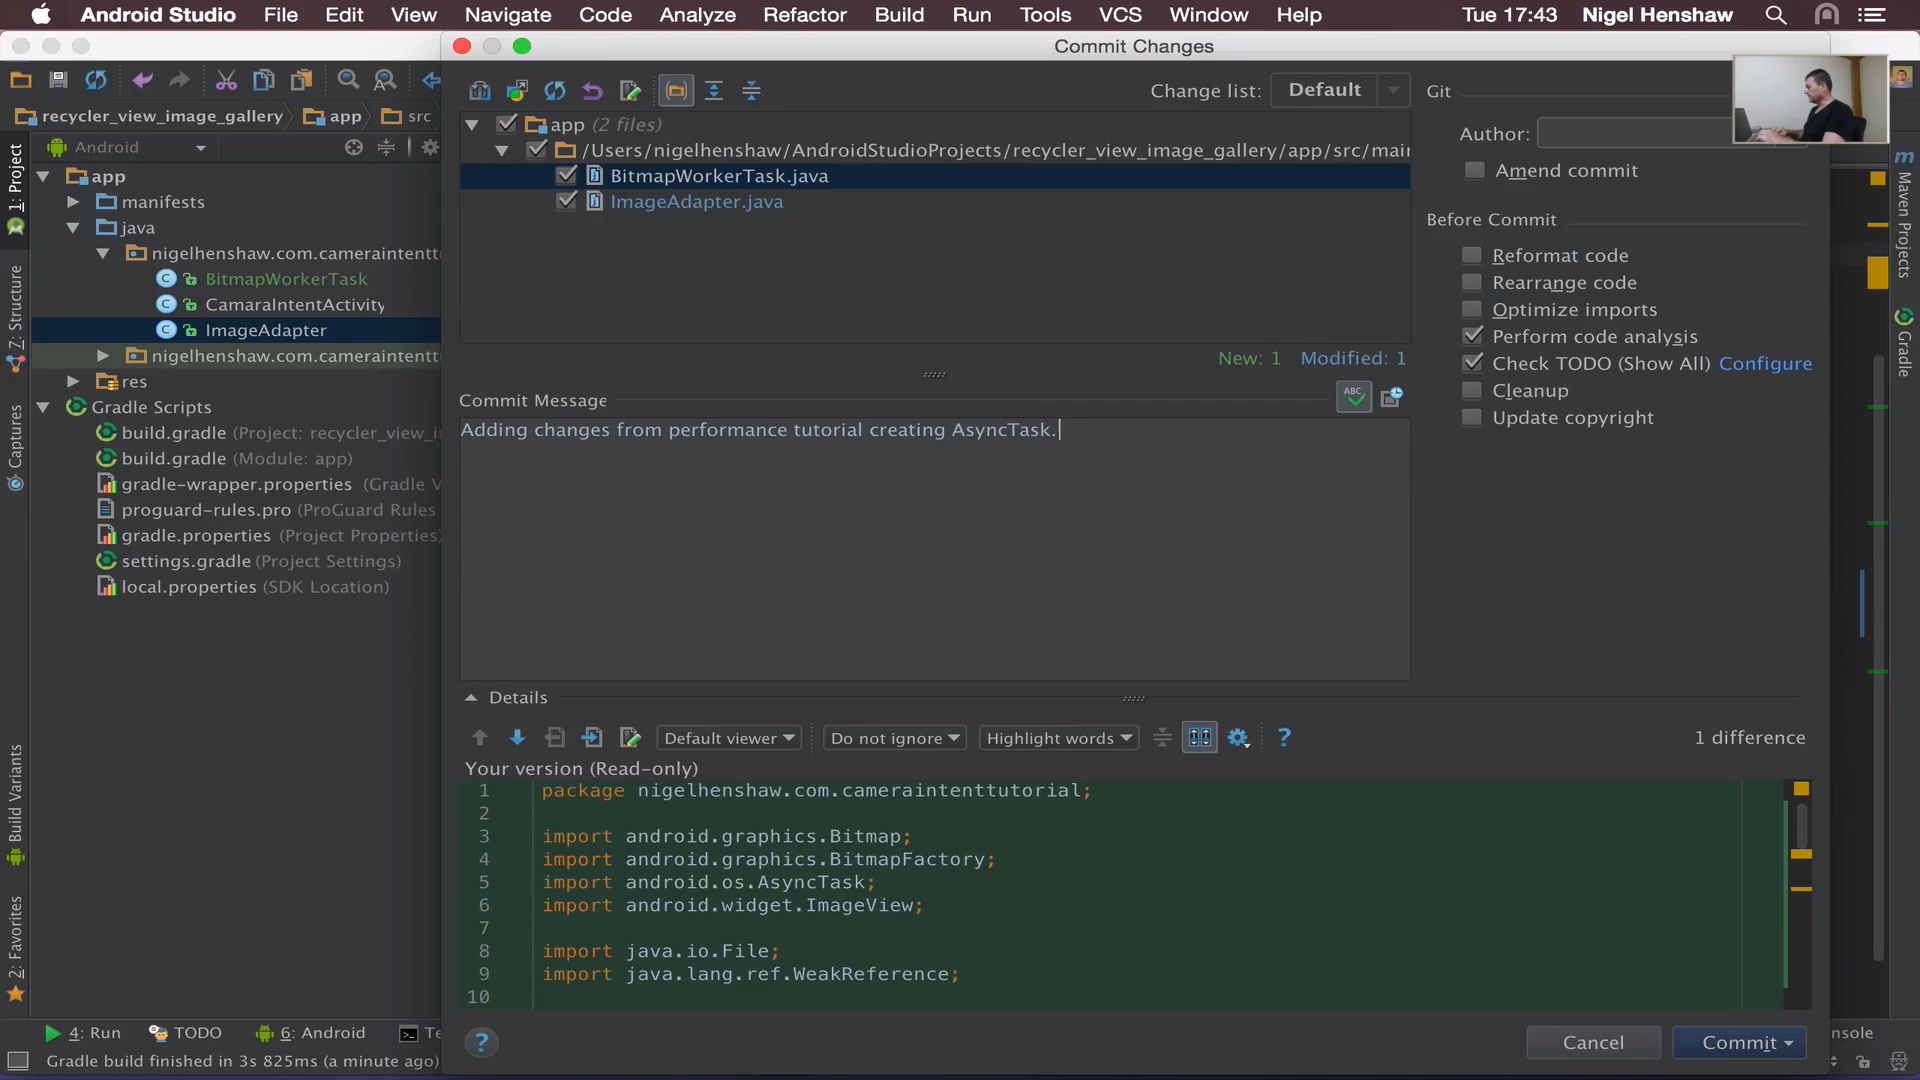 Android Studio File Edit View Navigate Code Analyze Refactor Build Run Tools VCS Window Help Tue 17:43 Nigel Henshaw
Commit Changes
Change list: Default
Git
recycler_view_image_gallery app src
app (2 files)
Author:
Android
/Users/nigelhenshaw/AndroidStudioProjects/recycler_view_image_gallery/app/src/main
Amend commit
app
BitmapWorkerTask.java
manifests
ImageAdapter.java
Before Commit
java
nigelhenshaw.com.cameraintenttu
Reformat code
BitmapWorkerTask
Rearrange code
CamaraIntentActivity
Optimize imports
ImageAdapter
Perform code analysis
nigelhenshaw.com.cameraintenttu
New: 1 Modified: 1
Check TODO (Show All) Configure
res
Cleanup
Gradle Scripts
Commit Message
ABC
Update copyright
build.gradle (Project: recycler_view_i
Adding changes from performance tutorial creating AsyncTask.
build.gradle (Module: app)
gradle-wrapper.properties (Gradle V
proguard-rules.pro (ProGuard Rules
gradle.properties (Project Properties)
settings.gradle (Project Settings)
local.properties (SDK Location)
1: Project
7: Structure
Captures
Build Variants
2: Favorites
m
Maven Projects
Gradle
Details
Default viewer Do not ignore Highlight words ? 1 difference
Your version (Read-only)
1 package nigelhenshaw.com.cameraintenttutorial;
2
3 import android.graphics.Bitmap;
4 import android.graphics.BitmapFactory;
5 import android.os.AsyncTask;
6 import android.widget.ImageView;
7
8 import java.io.File;
9 import java.lang.ref.WeakReference;
10
4: Run TODO 6: Android Te
? Cancel Commit
nsole
Gradle build finished in 3s 825ms (a minute ago)